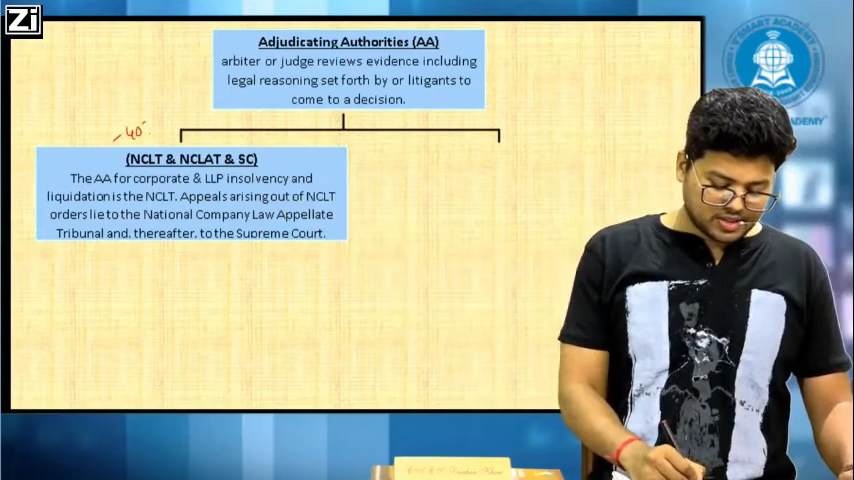 Zi
Adjudicating Authorities (AA)
arbiter or judge reviews evidence including
legal reasoning set forth by or litigants to
come to a decision.
- 40
(NCLT & NCLAT & SC)
The AA for corporate & LLP insolvency and
liquidation is the NCLT. Appeals arising out of NCLT
orders lie to the National Company Law Appellate
Tribunal and, thereafter, to the Supreme Court.
V'SMART ACADEMY
ADEMY